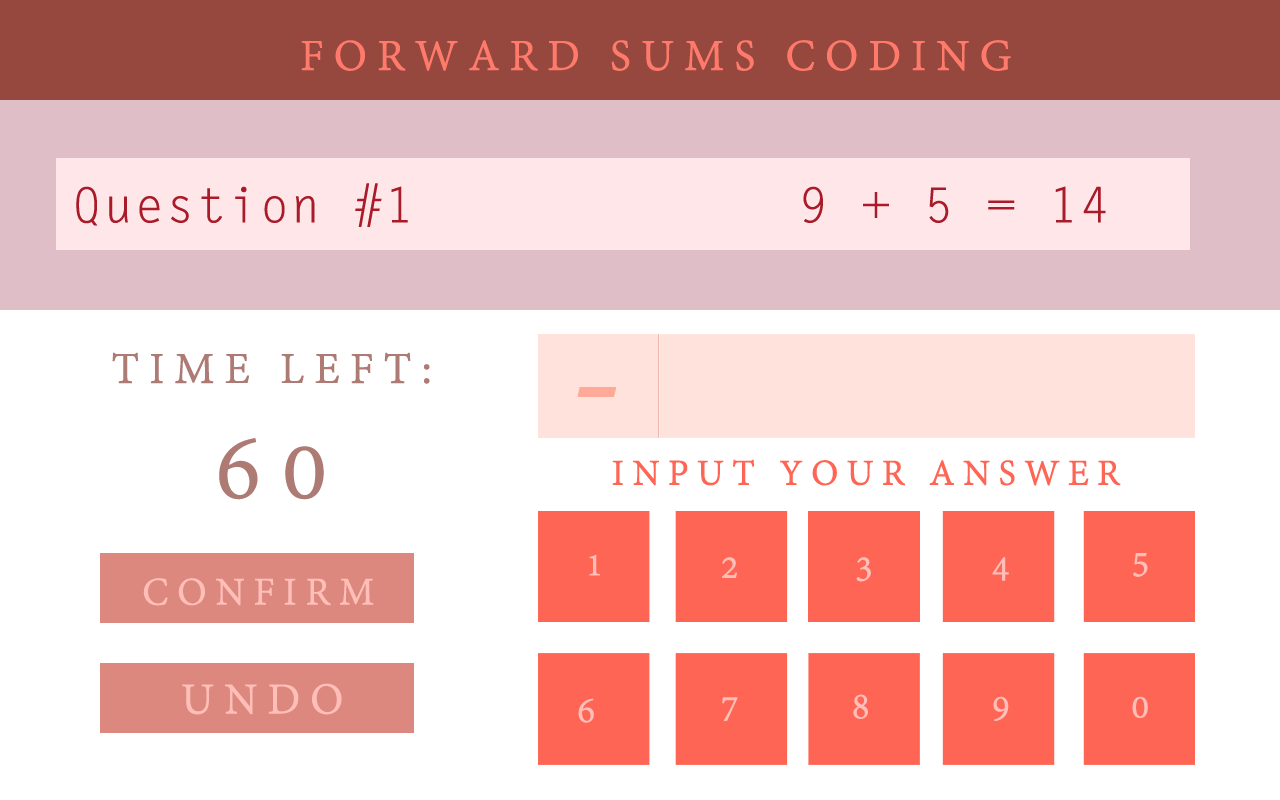 FORWARD SUMS CODING
Question #1 9 + 5 = 14
TIME LEFT:
60
CONFIRM
UNDO
–
INPUT YOUR ANSWER
1 2 3 4 5
6 7 8 9 0